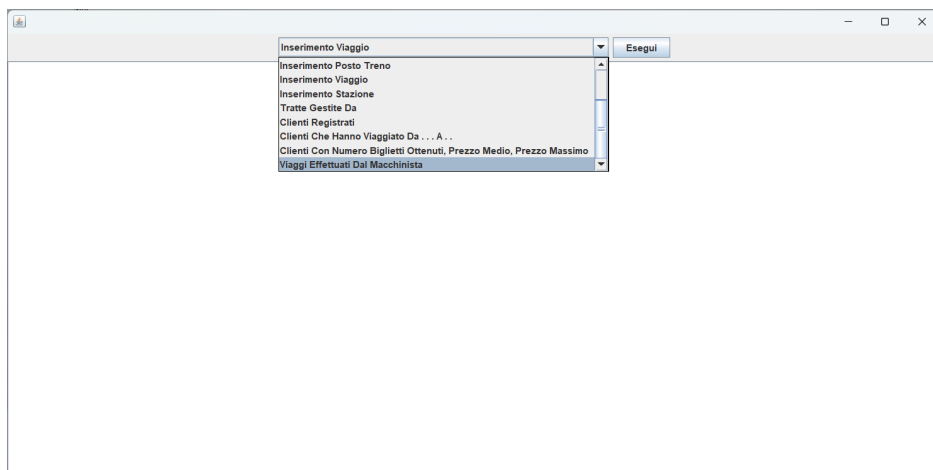 Inserimento Viaggio
Esegui
Inserimento Posto Treno
Inserimento Viaggio
Inserimento Stazione
Tratte Gestite Da
Clienti Registrati
Clienti Che Hanno Viaggiato Da . . . A . .
Clienti Con Numero Biglietti Ottenuti, Prezzo Medio, Prezzo Massimo
Viaggi Effettuati Dal Macchinista